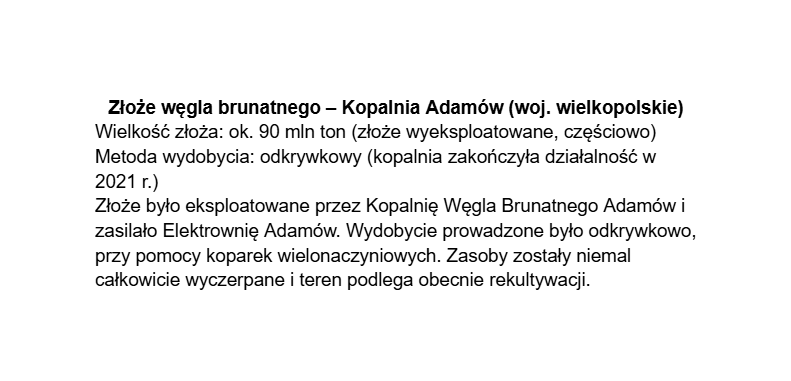 Złoże węgla brunatnego – Kopalnia Adamów (woj. wielkopolskie)
Wielkość złoża: ok. 90 mln ton (złoże wyeksploatowane, częściowo)
Metoda wydobycia: odkrywkowy (kopalnia zakończyła działalność w
2021 r.)
Złoże było eksploatowane przez Kopalnię Węgla Brunatnego Adamów i
zasilało Elektrownię Adamów. Wydobycie prowadzone było odkrywkowo,
przy pomocy koparek wielonaczyniowych. Zasoby zostały niemal
całkowicie wyczerpane i teren podlega obecnie rekultywacji.